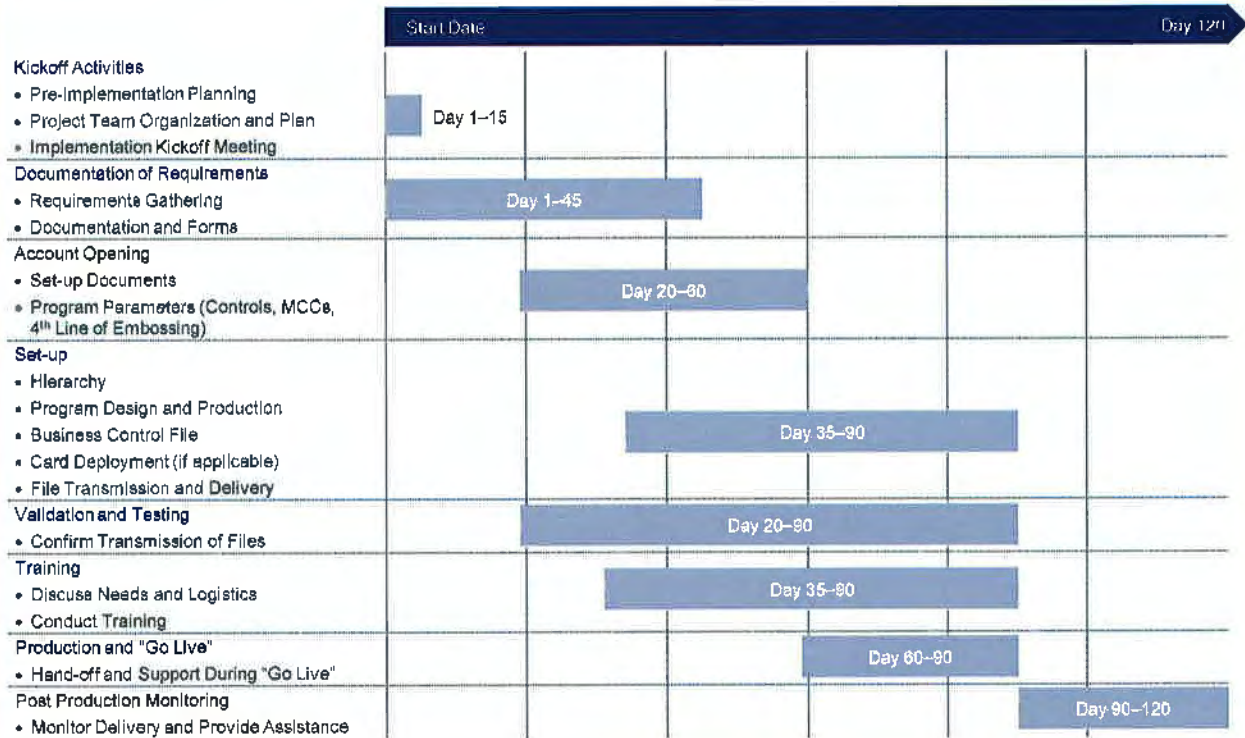 Start Date Day 120
Kickoff Activities
• Pre-Implementation Planning
• Project Team Organization and Plan
• Implementation Kickoff Meeting
Day 1–15
Documentation of Requirements
• Requirements Gathering
• Documentation and Forms
Day 1–45
Account Opening
• Set-up Documents
• Program Parameters (Controls, MCCs,
4th Line of Embossing)
Day 20–60
Set-up
• Hierarchy
• Program Design and Production
• Business Control File
• Card Deployment (if applicable)
• File Transmission and Delivery
Day 35–90
Validation and Testing
• Confirm Transmission of Files
Day 20–90
Training
• Discuss Needs and Logistics
• Conduct Training
Day 35–90
Production and "Go Live"
• Hand-off and Support During "Go Live"
Day 60–90
Post Production Monitoring
• Monitor Delivery and Provide Assistance
Day 90–120